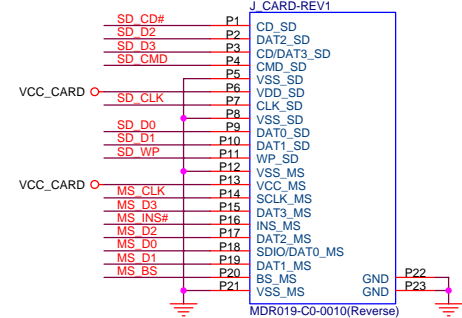 J_CARD-REV1
SD_CD# P1 CD_SD
SD_D2 P2 DAT2_SD
SD_D3 P3 CD/DAT3_SD
SD_CMD P4 CMD_SD
P5 VSS_SD
VCC_CARD P6 VDD_SD
SD_CLK P7 CLK_SD
P8 VSS_SD
SD_D0 P9 DAT0_SD
SD_D1 P10 DAT1_SD
SD_WP P11 WP_SD
P12 VSS_MS
VCC_CARD P13 VCC_MS
MS_CLK P14 SCLK_MS
MS_D3 P15 DAT3_MS
MS_INS# P16 INS_MS
MS_D2 P17 DAT2_MS
MS_D0 P18 SDIO/DAT0_MS
MS_D1 P19 DAT1_MS
MS_BS P20 BS_MS GND P22
P21 VSS_MS GND P23
MDR019-C0-0010(Reverse)